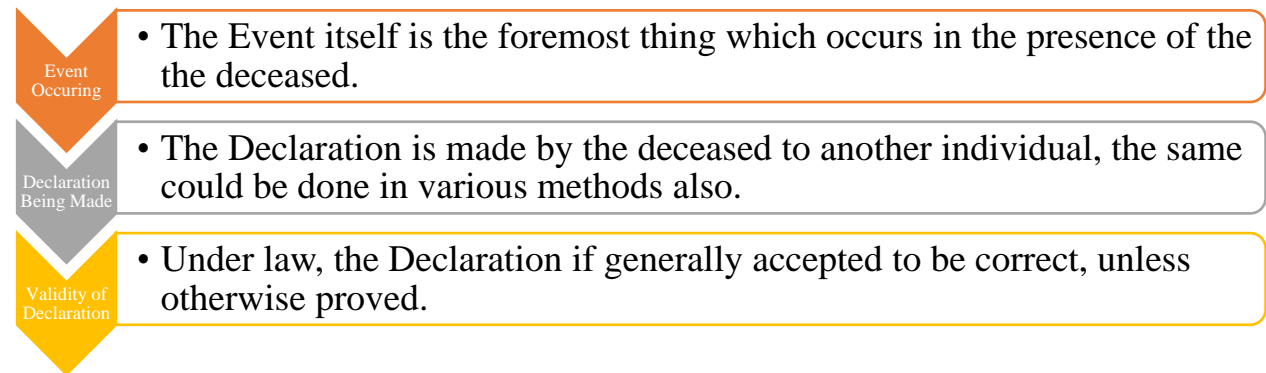 Event
Occuring
• The Event itself is the foremost thing which occurs in the presence of the
the deceased.
Declaration
Being Made
• The Declaration is made by the deceased to another individual, the same
could be done in various methods also.
Validity of
Declaration
• Under law, the Declaration if generally accepted to be correct, unless
otherwise proved.